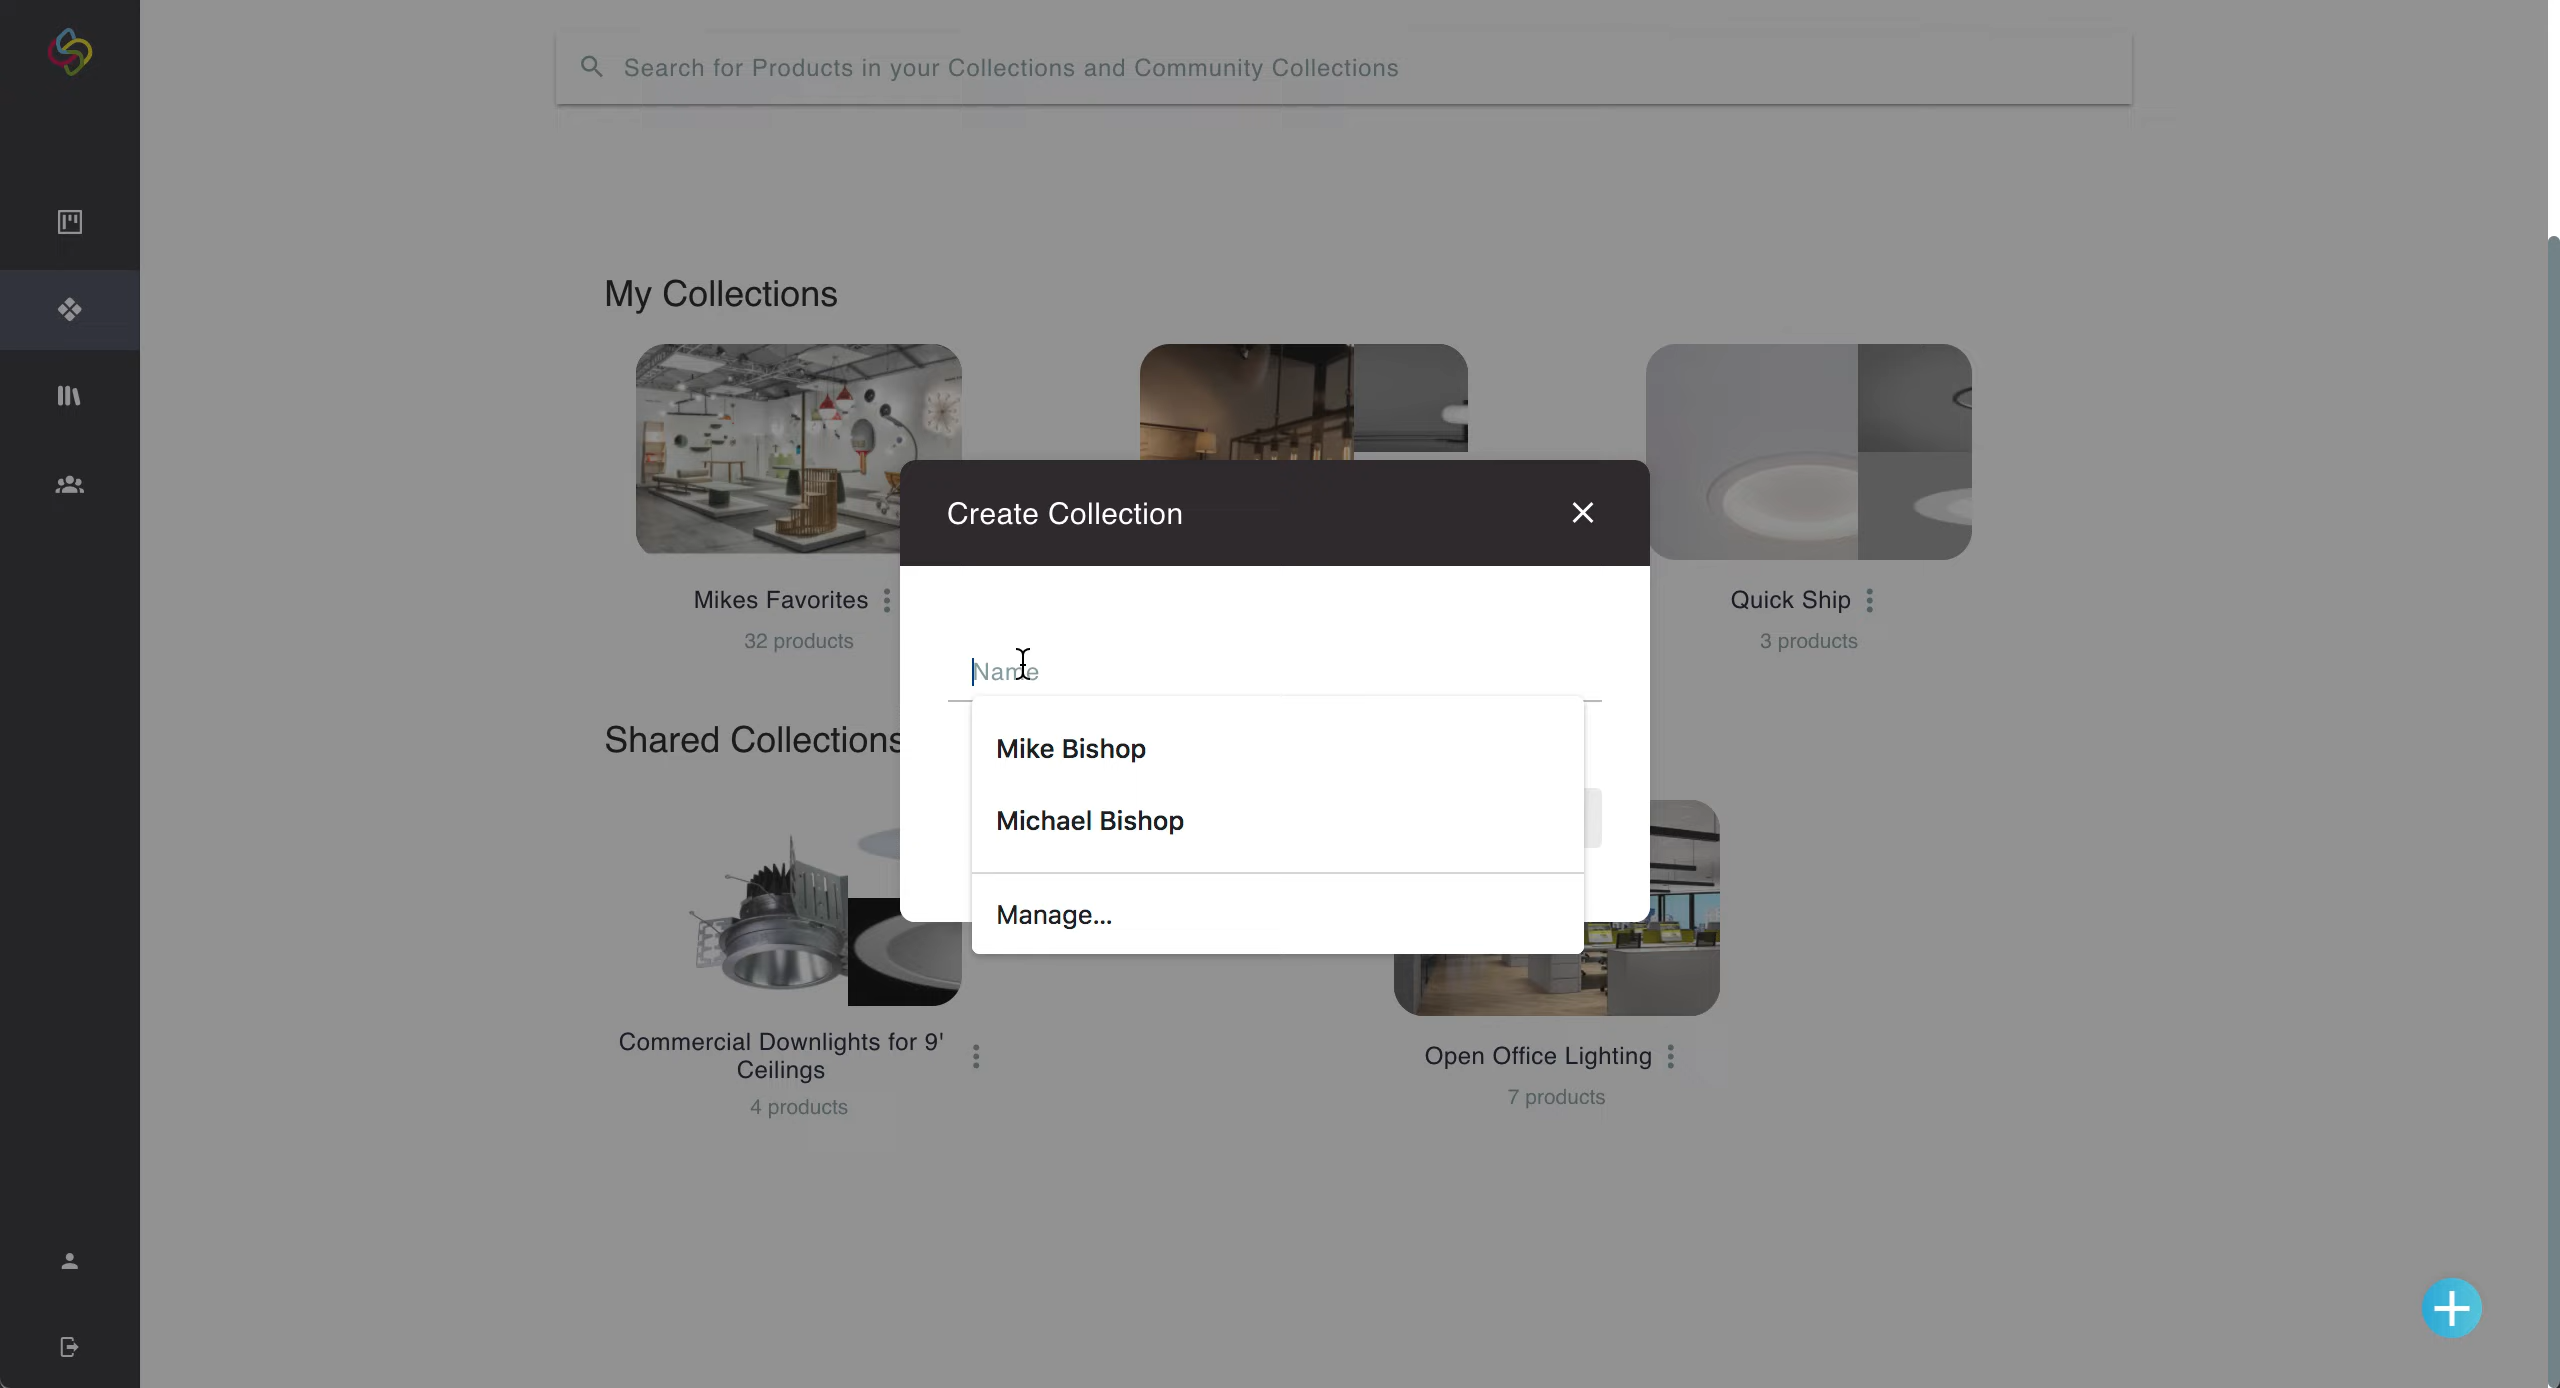 Search for Products in your Collections and Community Collections
My Collections
Create Collection
Mikes Favorites
32 products
Quick Ship
3 products
Name
Shared Collections
Mike Bishop
Michael Bishop
Manage...
Commercial Downlights for 9'
Ceilings
4 products
Open Office Lighting
7 products